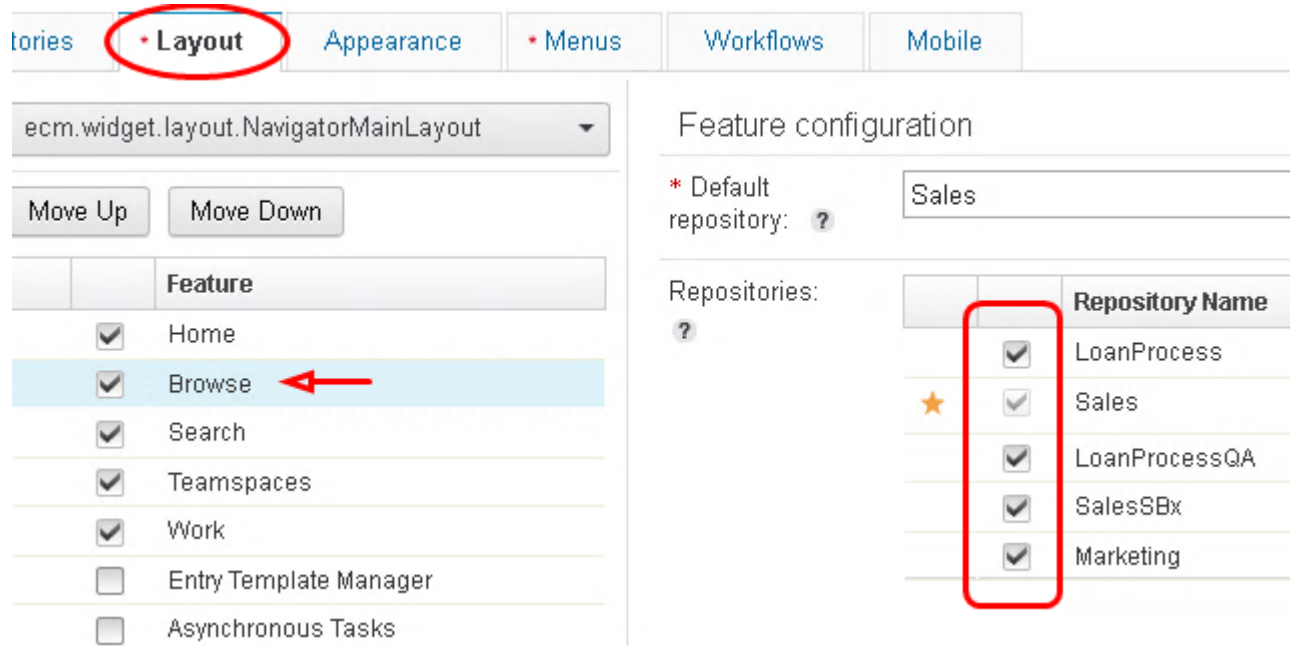 tories * Layout Appearance * Menus Workflows Mobile
ecm.widget.layout.NavigatorMainLayout
Move Up Move Down
Feature
Home
Browse
Search
Teamspaces
Work
Entry Template Manager
Asynchronous Tasks
Feature configuration
* Default
repository: ?
Sales
Repositories:
?
Repository Name
LoanProcess
Sales
LoanProcessQA
SalesSBx
Marketing